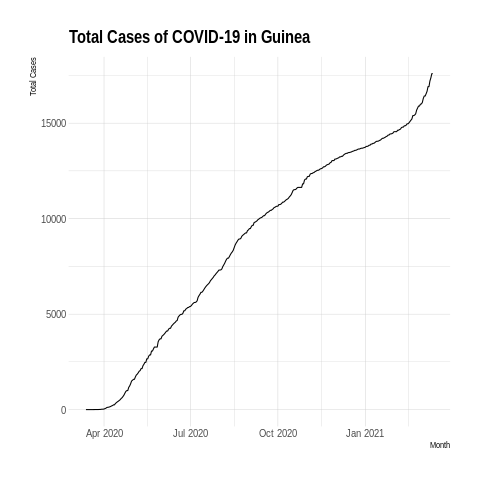 Total Cases of COVID-19 in Guinea
Total Cases
15000
10000
5000
0
Apr 2020 Jul 2020 Oct 2020 Jan 2021
Month